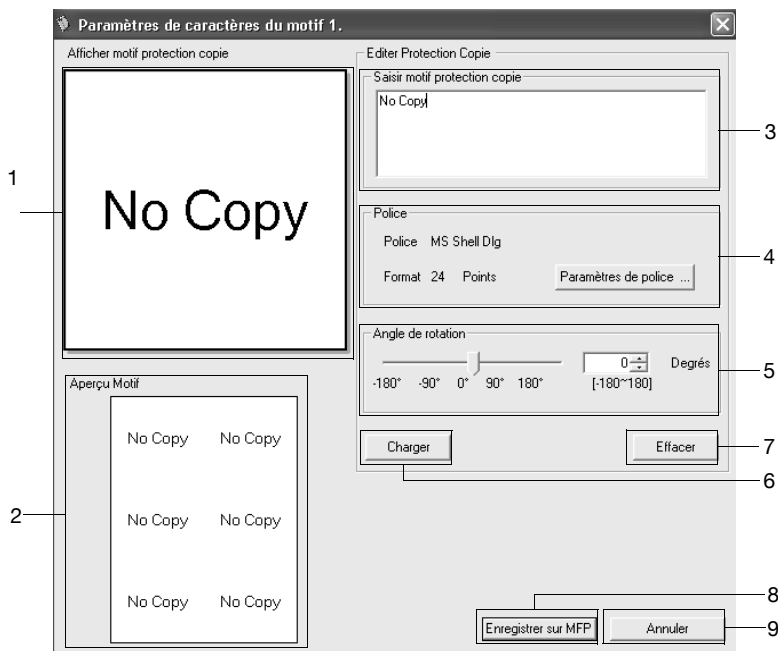 Paramètres de caractères du motif 1.
Afficher motif protection copie
No Copy
1
Aperçu Motif
No Copy No Copy
No Copy No Copy
No Copy No Copy
2
Editer Protection Copie
Saisir motif protection copie
No Copy
3
Police
Police MS Shell Dlg
Format 24 Points Paramètres de police ...
4
Angle de rotation
0 Degrés
-180° -90° 0° 90° 180° [-180~180]
5
Charger
6
Effacer
7
Enregistrer sur MFP
8
Annuler
9